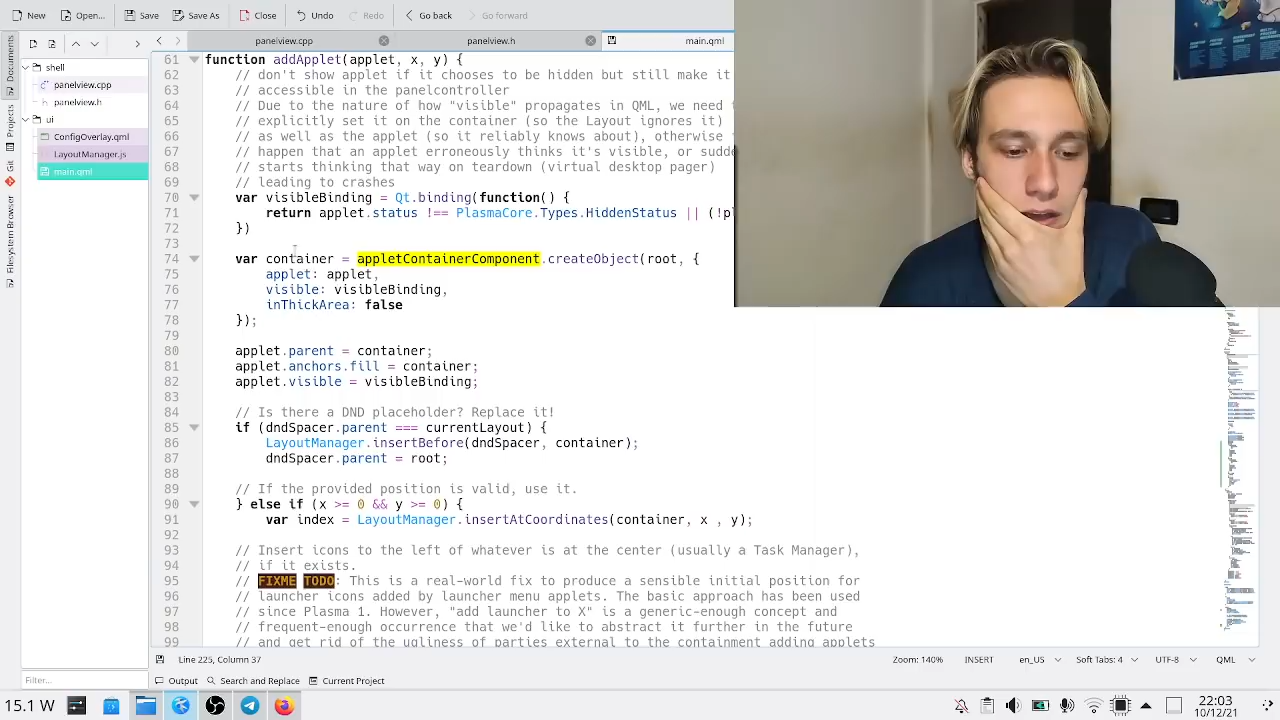 New
Open
Save
Save As
Close
Undo
Redo
Go back
Go forward
panelview.cpp
panelview.h
main.qml
Documents
Projects
Git
Filesystem Browser
shell
panelview.cpp
panelview.h
ui
ConfigOverlay.qml
LayoutManager.js
main.qml
61 function addApplet(applet, x, y) {
62 // don't show applet if it chooses to be hidden but still make it
63 // accessible in the panelcontroller
64 // Due to the nature of how "visible" propagates in QML, we need
65 // explicitly set it on the container (so the Layout ignores it)
66 // as well as the applet (so it reliably knows about), otherwise
67 // happen that an applet erroneously thinks it's visible, or
68 // starts thinking that way on teardown (virtual desktop pager)
69 // leading to crashes
70 var visibleBinding = Qt.binding(function() {
71 return applet.status !== PlasmaCore.Types.HiddenStatus || (!
72 })
73
74 var container = appletContainerComponent.createObject(root, {
75 applet: applet,
76 visible: visibleBinding,
77 inThickArea: false
78 });
79
80 applet.parent = container;
81 applet.anchors.fill = container;
82 applet.visible = visibleBinding;
83
84 // Is there a DND placeholder? Replace it!
85 if (dndSpacer.parent === currentLayout) {
86 LayoutManager.insertBefore(dndSpacer, container);
87 dndSpacer.parent = root;
88
89 // If the provided position is valid, use it.
90 } else if (x >= 0 && y >= 0) {
91 var index = LayoutManager.insertAtCoordinates(container, x, y);
92
93 // Insert icons to the left of whatever is at the center (usually a Task Manager),
94 // if it exists.
95 // FIXME TODO: This is a real-world fix to produce a sensible initial position for
96 // launcher icons added by launcher menu applets. The basic approach has been used
97 // since Plasma 1. However, "add launcher to X" is a generic-enough concept and
98 // frequent-enough occurrence that we'd like to abstract it further in the future
99 // and get rid of the ugliness of parties external to the containment adding applets
Filter...
Line 225, Column 37
Zoom: 140%
INSERT
en_US
Soft Tabs: 4
UTF-8
QML
Output
Search and Replace
Current Project
15.1 W
22:03
10/12/21